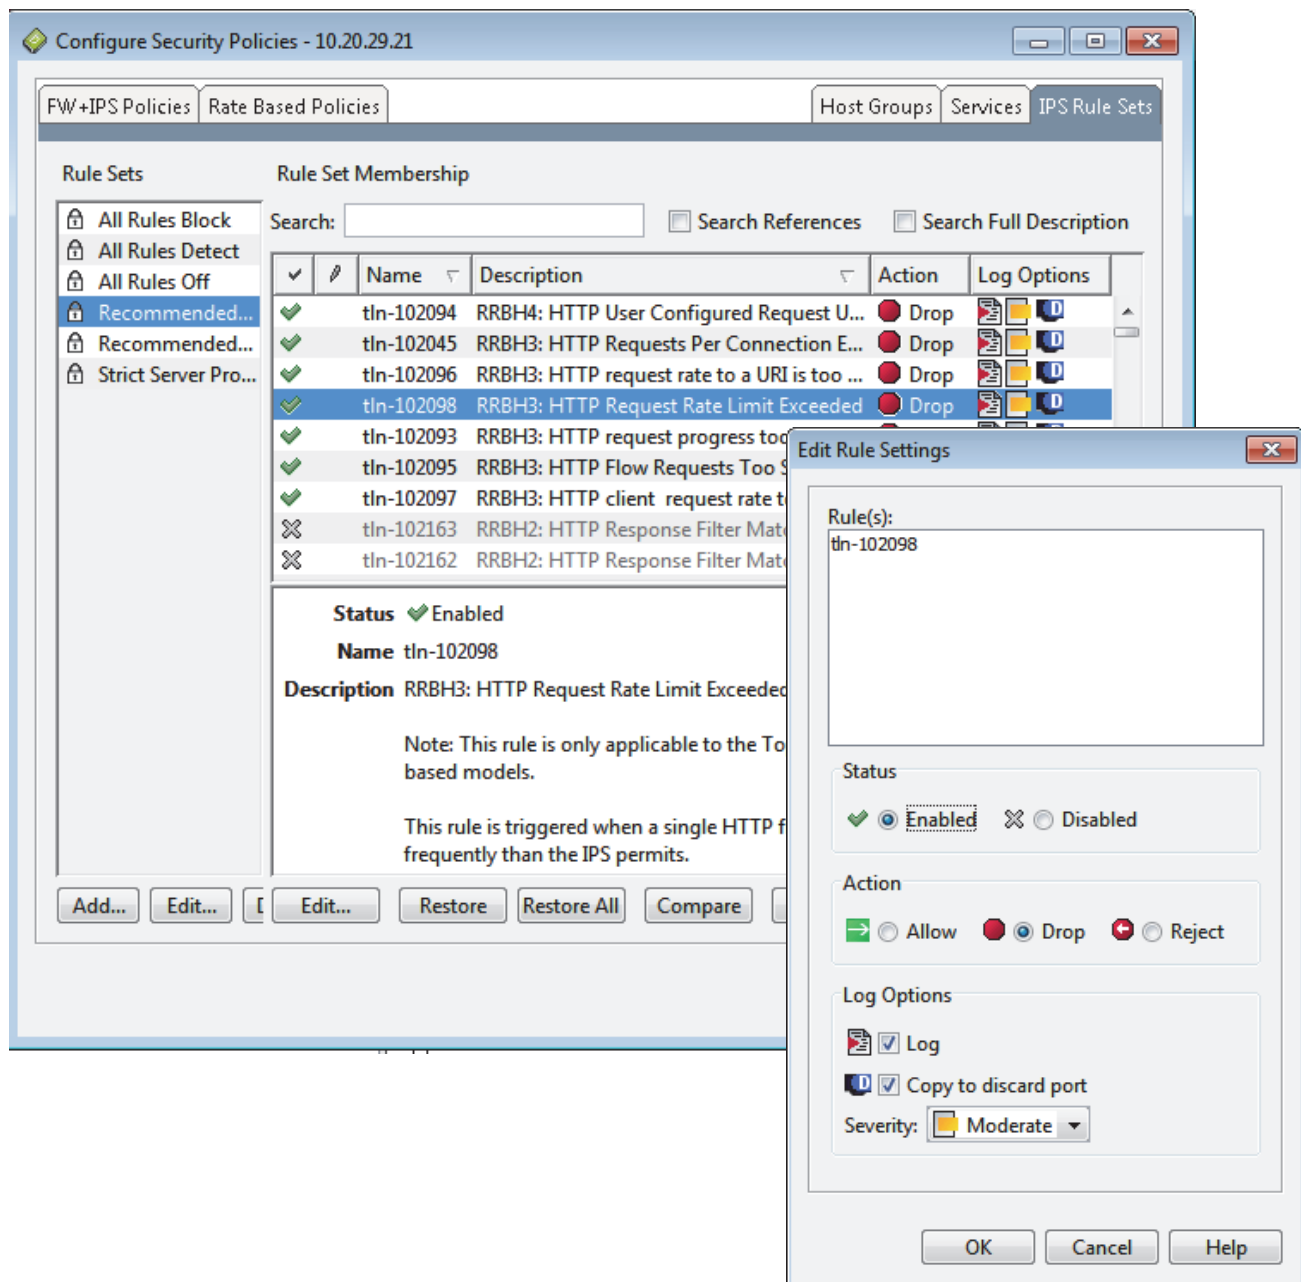 Configure Security Policies - 10.20.29.21
FW+IPS Policies Rate Based Policies Host Groups Services IPS Rule Sets
Rule Sets Rule Set Membership
Search: Search References Search Full Description
All Rules Block
All Rules Detect
All Rules Off
Recommended...
Recommended...
Strict Server Pro...
Name Description Action Log Options
tln-102094 RRBH4: HTTP User Configured Request U... Drop
tln-102045 RRBH3: HTTP Requests Per Connection E... Drop
tln-102096 RRBH3: HTTP request rate to a URI is too ... Drop
tln-102098 RRBH3: HTTP Request Rate Limit Exceeded Drop
tln-102093 RRBH3: HTTP request progress too
tln-102095 RRBH3: HTTP Flow Requests Too
tln-102097 RRBH3: HTTP client request rate t
tln-102163 RRBH2: HTTP Response Filter Mat
tln-102162 RRBH2: HTTP Response Filter Mat
Status Enabled
Name tln-102098
Description RRBH3: HTTP Request Rate Limit Exceeded
Note: This rule is only applicable to the To
based models.
This rule is triggered when a single HTTP f
frequently than the IPS permits.
Add... Edit... Edit... Restore Restore All Compare
Edit Rule Settings
Rule(s):
tln-102098
Status
Enabled Disabled
Action
Allow Drop Reject
Log Options
Log
D Copy to discard port
Severity: Moderate
OK Cancel Help